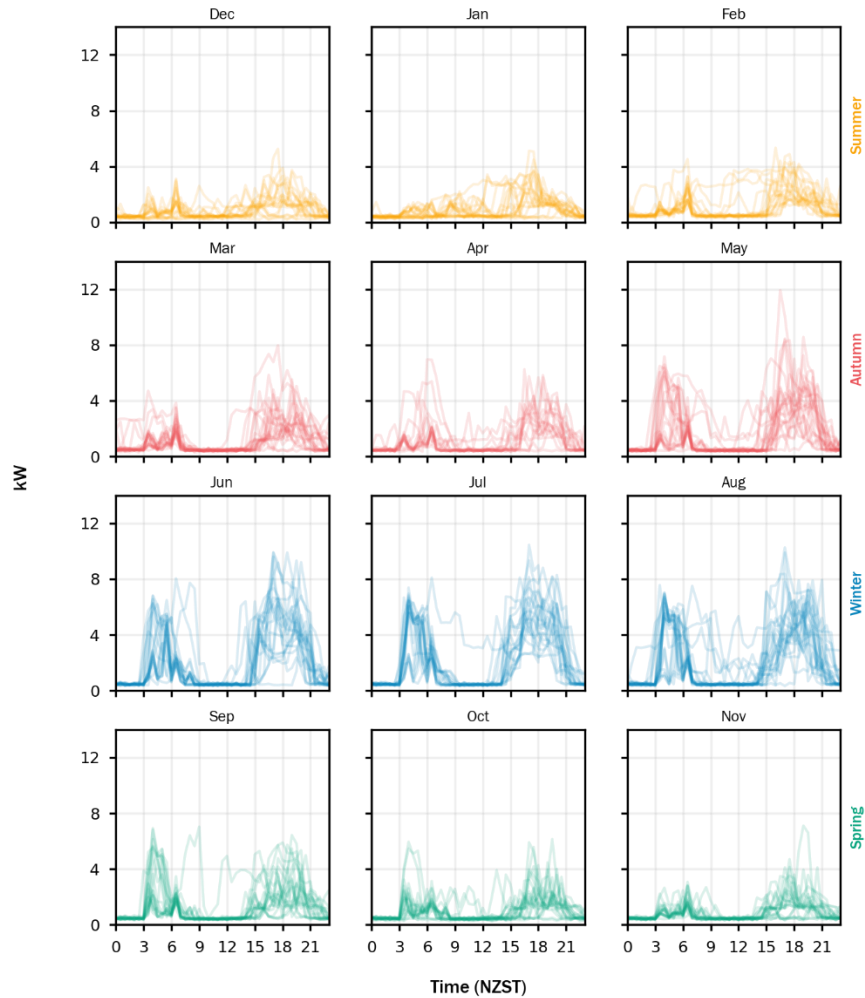 Dec Jan Feb
12
8
4
0
Summer
Mar Apr May
12
8
4
0
Autumn
kW
Jun Jul Aug
12
8
4
0
Winter
Sep Oct Nov
12
8
4
0
Spring
0 3 6 9 12 15 18 21 0 3 6 9 12 15 18 21 0 3 6 9 12 15 18 21
Time (NZST)